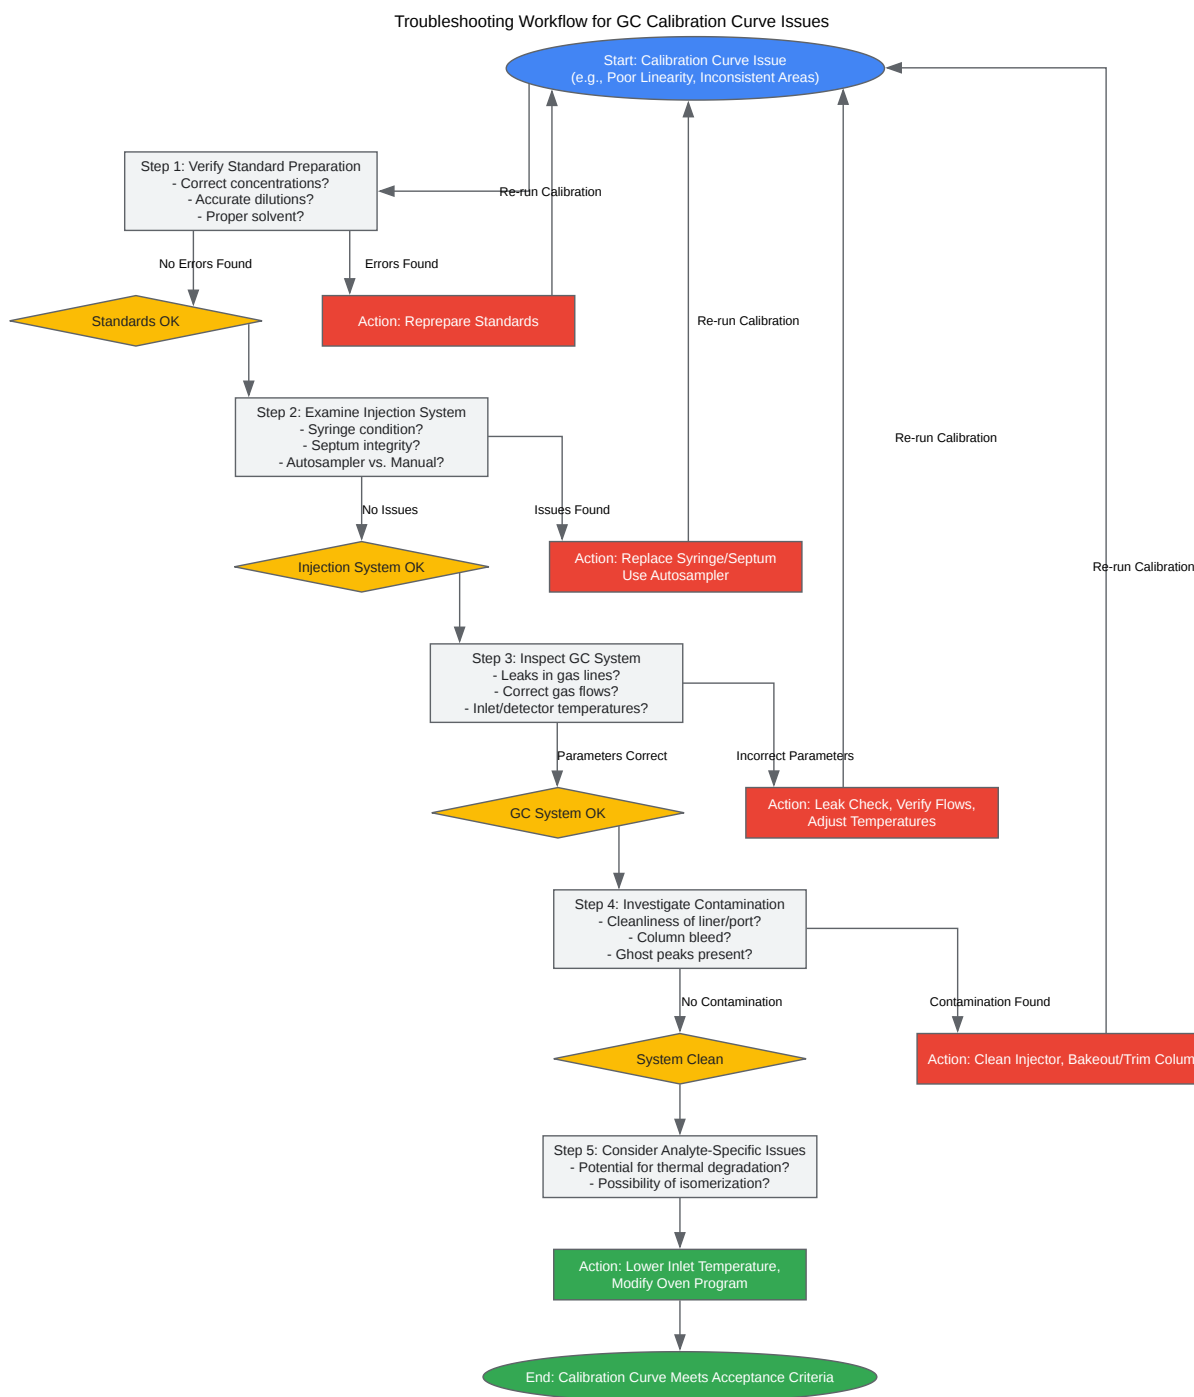 Troubleshooting Workflow for GC Calibration Curve Issues
Start: Calibration Curve Issue
(e.g., Poor Linearity, Inconsistent Areas)
Step 1: Verify Standard Preparation
- Correct concentrations?
- Accurate dilutions?
- Proper solvent?
Re-run Calibration
No Errors Found
Errors Found
Standards OK
Action: Reprepare Standards
Re-run Calibration
Step 2: Examine Injection System
- Syringe condition?
- Septum integrity?
- Autosampler vs. Manual?
Re-run Calibration
No Issues
Issues Found
Injection System OK
Action: Replace Syringe/Septum
Use Autosampler
Re-run Calibration
Step 3: Inspect GC System
- Leaks in gas lines?
- Correct gas flows?
- Inlet/detector temperatures?
Parameters Correct
Incorrect Parameters
GC System OK
Action: Leak Check, Verify Flows,
Adjust Temperatures
Step 4: Investigate Contamination
- Cleanliness of liner/port?
- Column bleed?
- Ghost peaks present?
No Contamination
Contamination Found
System Clean
Action: Clean Injector, Bakeout/Trim Colum
Step 5: Consider Analyte-Specific Issues
- Potential for thermal degradation?
- Possibility of isomerization?
Action: Lower Inlet Temperature,
Modify Oven Program
End: Calibration Curve Meets Acceptance Criteria